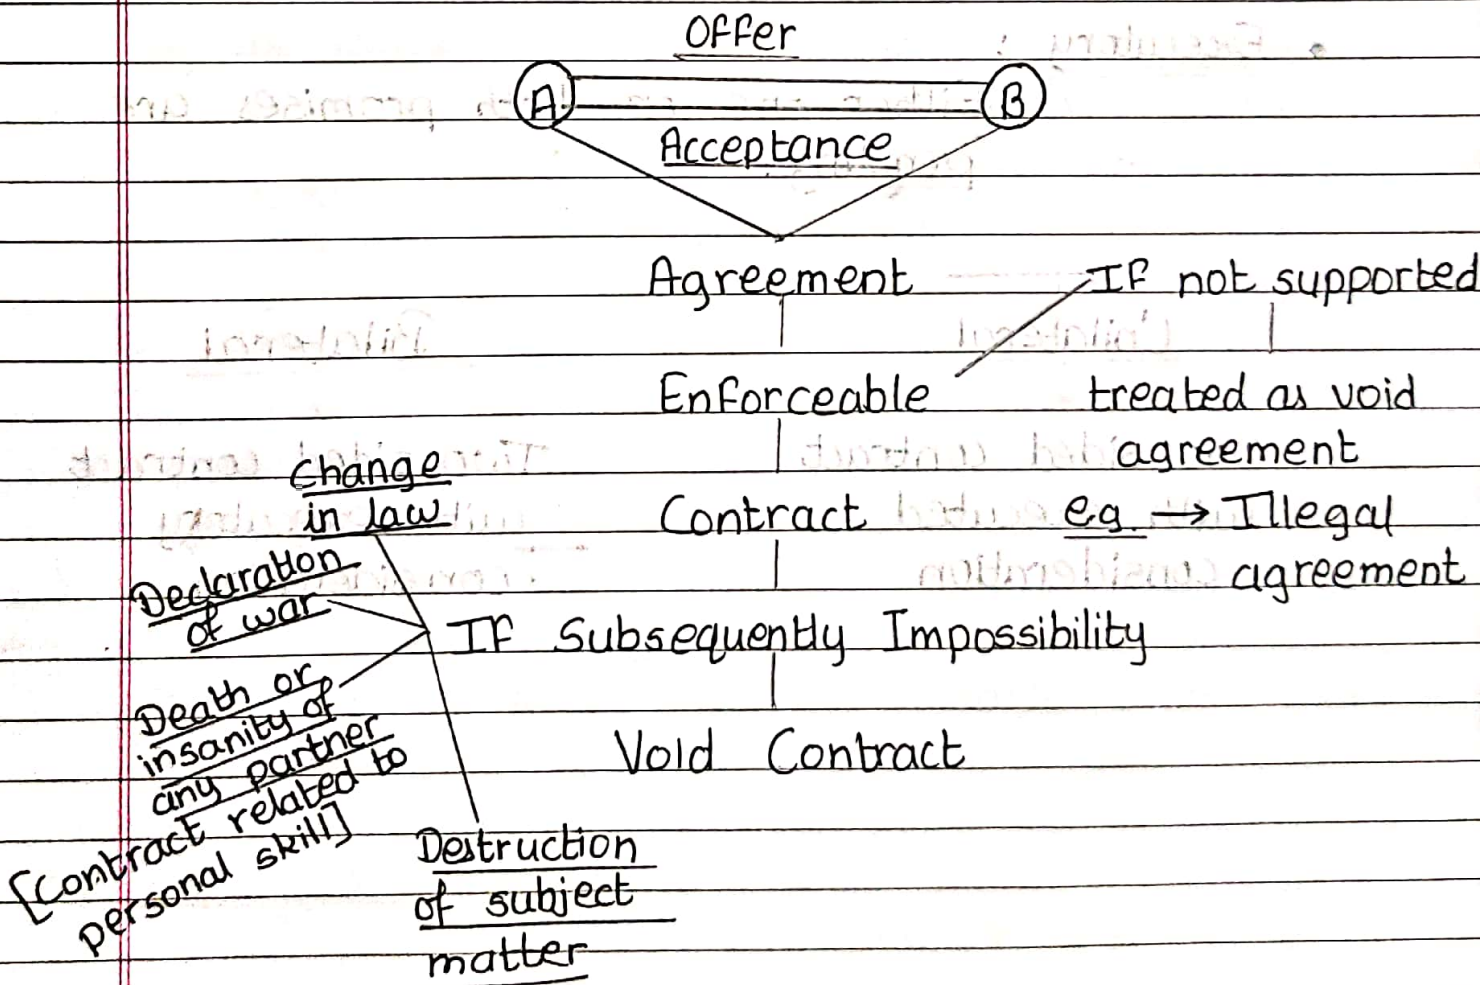 Offer
A
B
Acceptance
Agreement
If not supported
Enforceable
treated as void
agreement
Contract
eg. → Illegal
agreement
If Subsequently Impossibility
Void Contract
Change
in law
Declaration
of war
Death or
insanity of
any partner
[Contract related to
personal skill]
Destruction
of subject
matter